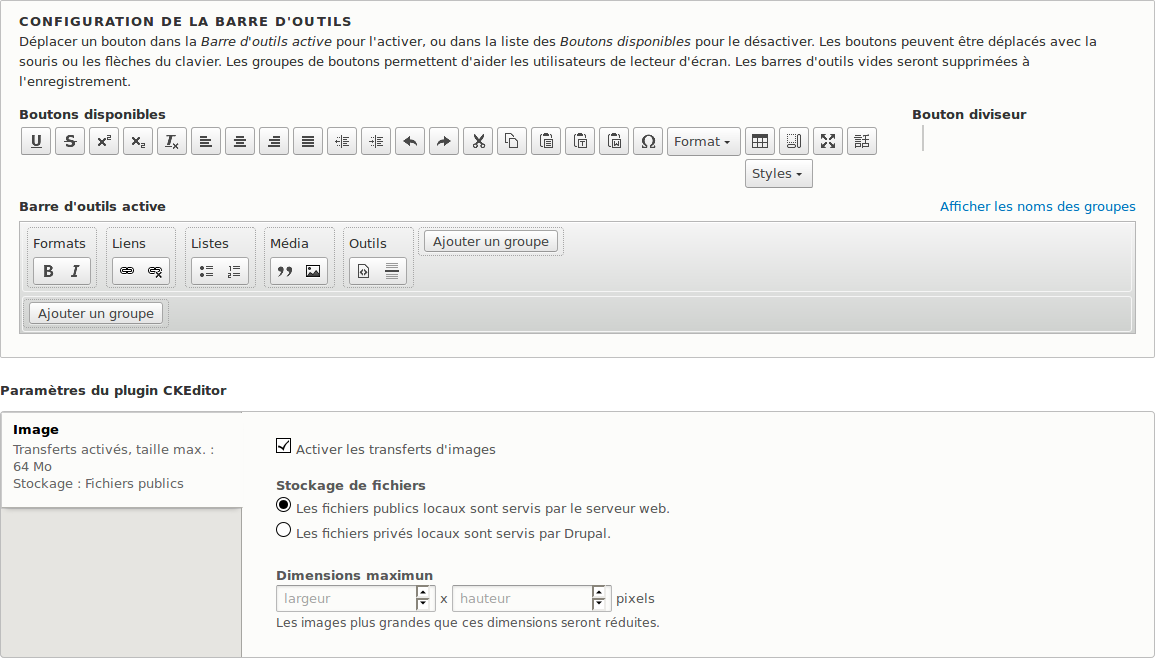 CONFIGURATION DE LA BARRE D'OUTILS
Déplacer un bouton dans la Barre d'outils active pour l'activer, ou dans la liste des Boutons disponibles pour le désactiver. Les boutons peuvent être déplacés avec la
souris ou les flèches du clavier. Les groupes de boutons permettent d'aider les utilisateurs de lecteur d'écran. Les barres d'outils vides seront supprimées à
l'enregistrement.
Boutons disponibles
Bouton diviseur
Format
Styles
Barre d'outils active
Afficher les noms des groupes
Formats Liens Listes Média Outils Ajouter un groupe
B I
Ajouter un groupe
Paramètres du plugin CKEditor
Image
Transferts activés, taille max. :
64 Mo
Stockage : Fichiers publics
Activer les transferts d'images
Stockage de fichiers
Les fichiers publics locaux sont servis par le serveur web.
Les fichiers privés locaux sont servis par Drupal.
Dimensions maximun
largeur x hauteur pixels
Les images plus grandes que ces dimensions seront réduites.